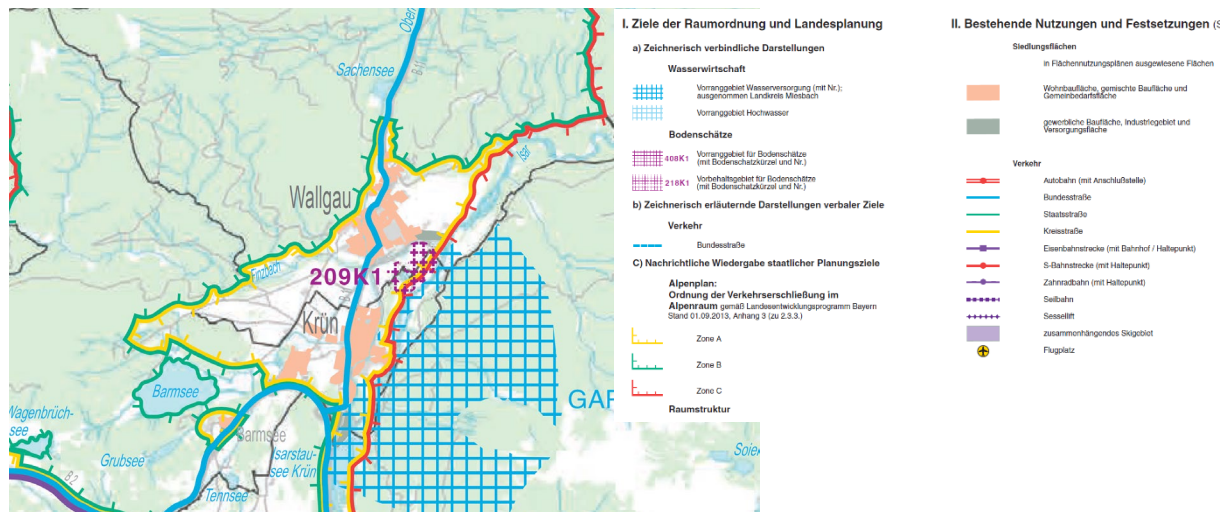 Sachensee
B 11
Isar
Wallgau
Finzbach
209K1
Krün
Barmsee
Wagenbrüch-
see
Barmsee
Grubsee
Isarstau-
see Krün
B 2
Tennsee
GAR
Soier
I. Ziele der Raumordnung und Landesplanung
a) Zeichnerisch verbindliche Darstellungen
Wasserwirtschaft
Vorranggebiet Wasserversorgung (mit Nr.);
ausgenommen Landkreis Miesbach
Vorranggebiet Hochwasser
Bodenschätze
408K1 Vorranggebiet für Bodenschätze
(mit Bodenschatzkürzel und Nr.)
218K1 Vorbehaltsgebiet für Bodenschätze
(mit Bodenschatzkürzel und Nr.)
b) Zeichnerisch erläuternde Darstellungen verbaler Ziele
Verkehr
Bundesstraße
C) Nachrichtliche Wiedergabe staatlicher Planungsziele
Alpenplan:
Ordnung der Verkehrserschließung im
Alpenraum gemäß Landesentwicklungsprogramm Bayern
Stand 01.09.2013, Anhang 3 (zu 2.3.3.)
Zone A
Zone B
Zone C
Raumstruktur
II. Bestehende Nutzungen und Festsetzungen (S
Siedlungsflächen
in Flächennutzungsplänen ausgewiesene Flächen
Wohnbaufläche, gemischte Baufläche und
Gemeinbedarfsfläche
gewerbliche Baufläche, Industriegebiet und
Versorgungsfläche
Verkehr
Autobahn (mit Anschlußstelle)
Bundesstraße
Staatsstraße
Kreisstraße
Eisenbahnstrecke (mit Bahnhof / Haltepunkt)
S-Bahnstrecke (mit Haltepunkt)
Zahnradbahn (mit Haltepunkt)
Seilbahn
Sessellift
zusammenhängendes Skigebiet
Flugplatz